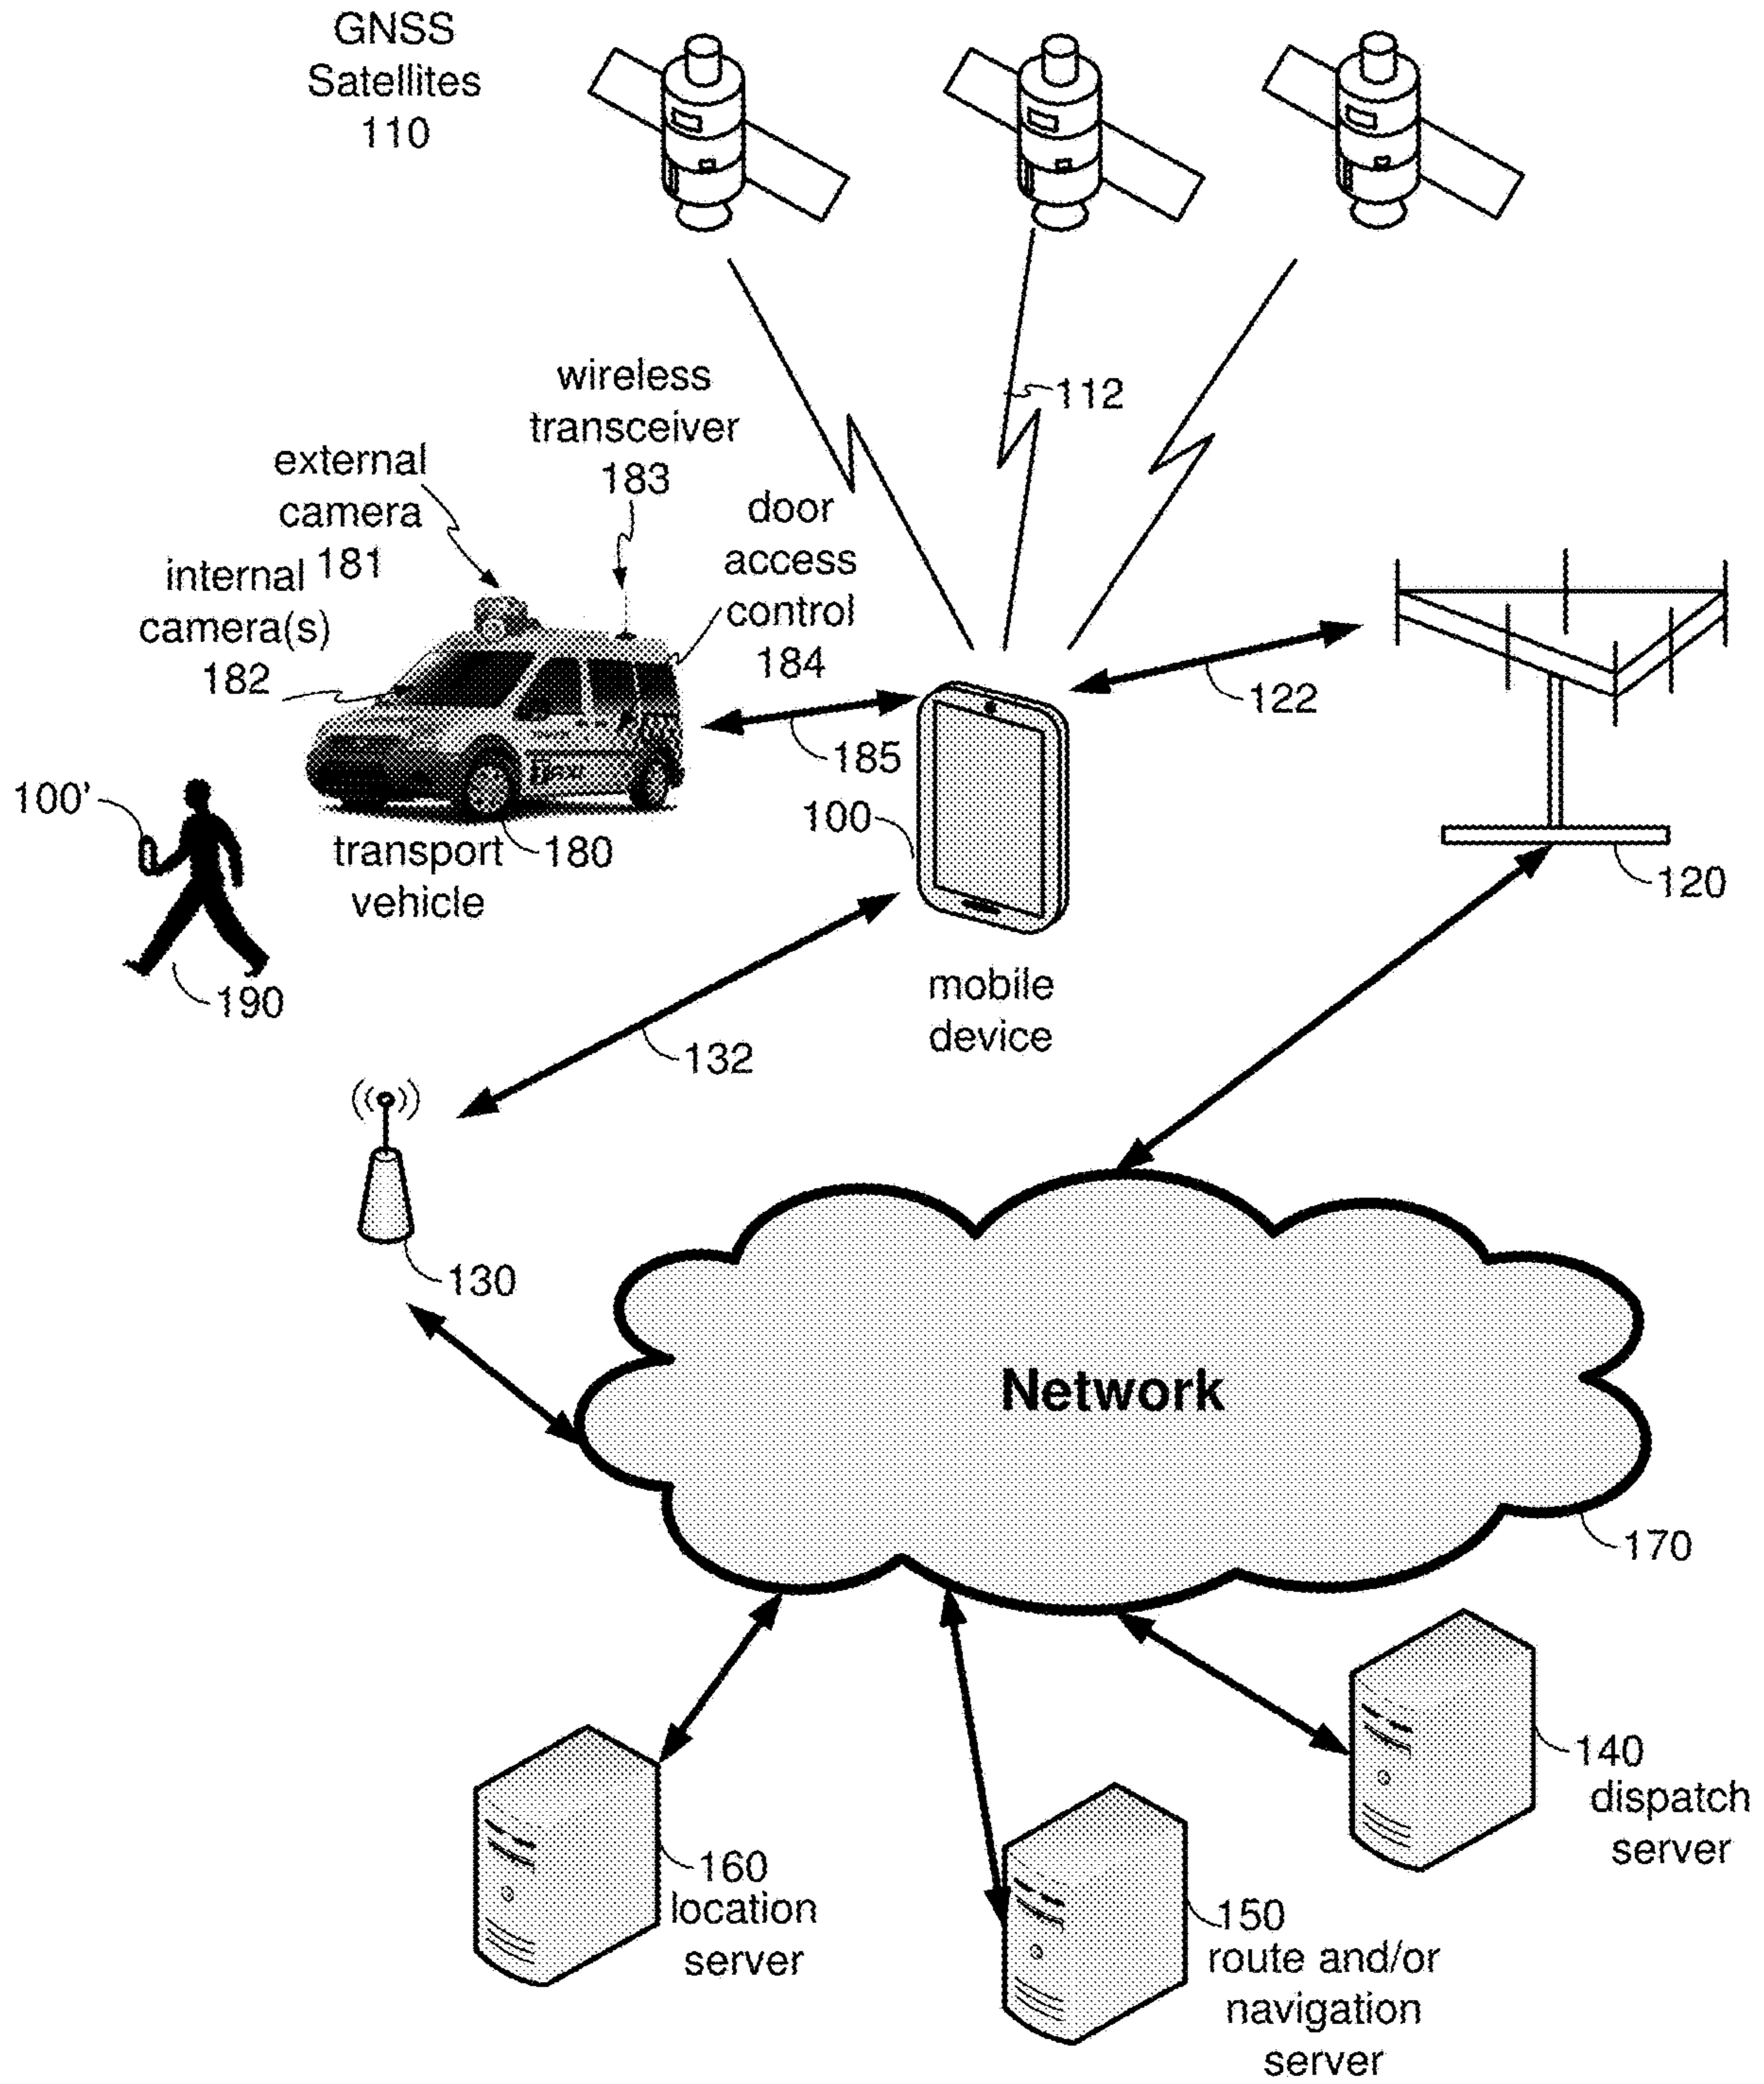 GNSS
Satellites
110
112
wireless
transceiver
183
external
camera
181
internal
camera(s)
182
door
access
control
184
122
185
100
100'
transport
vehicle
180
120
190
mobile
device
132
130
Network
170
140
dispatch
server
160
location
server
150
route and/or
navigation
server